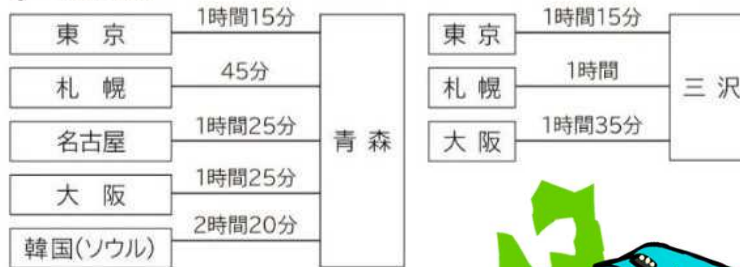 東京 1時間15分
札幌 45分
名古屋 1時間25分
大阪 1時間25分
韓国(ソウル) 2時間20分
青森
東京 1時間15分
札幌 1時間
大阪 1時間35分
三沢